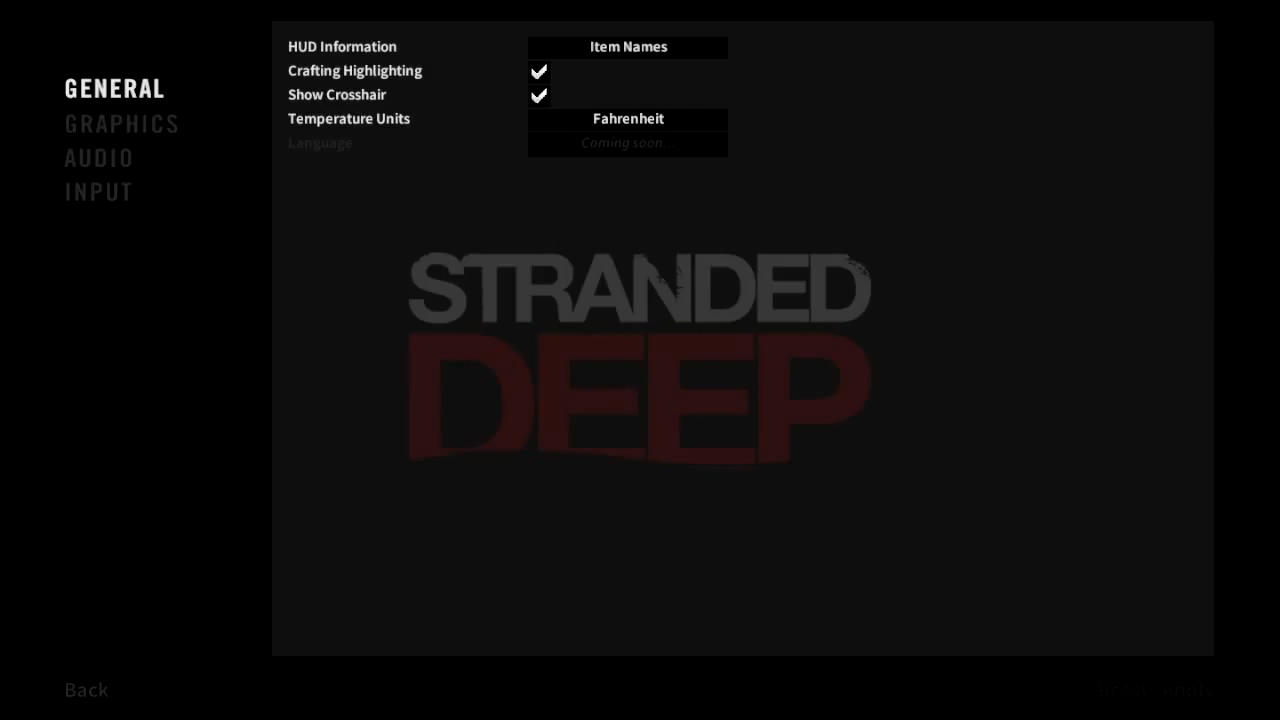 GENERAL
GRAPHICS
AUDIO
INPUT
HUD Information Item Names
Crafting Highlighting
Show Crosshair
Temperature Units Fahrenheit
Language Coming soon...
STRANDED
DEEP
Back